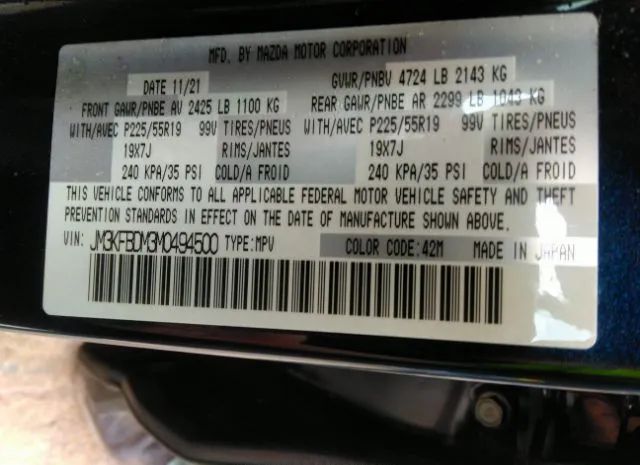 MFD. BY MAZDA MOTOR CORPORATION
DATE 11/21 GVWR/PNBV 4724 LB 2143 KG
FRONT GAWR/PNBE AV 2425 LB 1100 KG REAR GAWR/PNBE AR 2299 LB 1043 KG
WITH/AVEC P225/55R19 99V TIRES/PNEUS WITH/AVEC P225/55R19 99V TIRES/PNEUS
19X7J RIMS/JANTES 19X7J RIMS/JANTES
240 KPA/35 PSI COLD/A FROID 240 KPA/35 PSI COLD/A FROID
THIS VEHICLE CONFORMS TO ALL APPLICABLE FEDERAL MOTOR VEHICLE SAFETY AND THEFT
PREVENTION STANDARDS IN EFFECT ON THE DATE OF MANUFACTURE SHOWN ABOVE.
VIN: JM3KFBDM3M0494500 TYPE:MPV COLOR CODE:42M MADE IN JAPAN